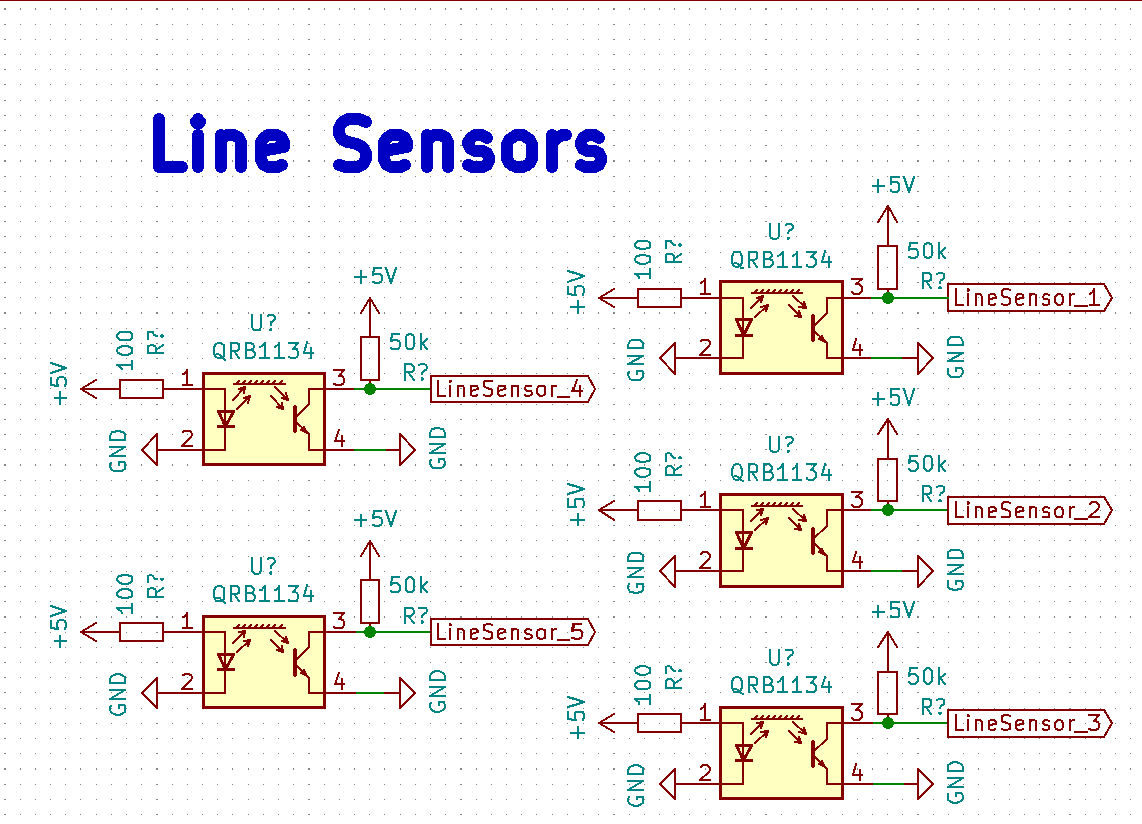 Line Sensors
+5V
U?
QRB1134
100
R?
+5V
1
2
3
4
50k
R?
LineSensor_1
GND
GND
+5V
U?
QRB1134
100
R?
+5V
1
2
3
4
50k
R?
LineSensor_4
GND
GND
+5V
U?
QRB1134
100
R?
+5V
1
2
3
4
50k
R?
LineSensor_2
GND
GND
+5V
U?
QRB1134
100
R?
+5V
1
2
3
4
50k
R?
LineSensor_5
GND
GND
+5V
U?
QRB1134
100
R?
+5V
1
2
3
4
50k
R?
LineSensor_3
GND
GND